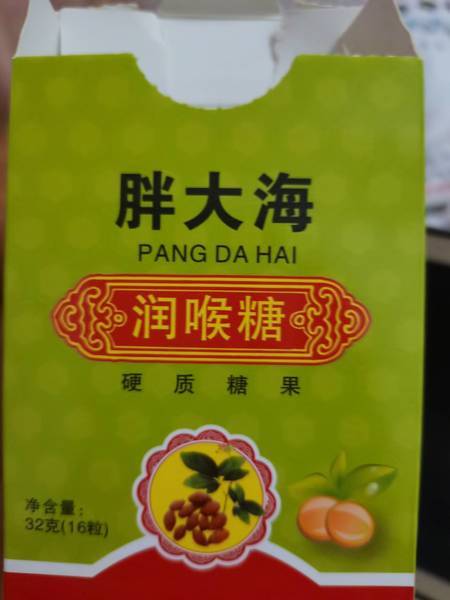 胖大海
PANG DA HAI
润喉糖
硬质糖果
净含量:
32克(16粒)